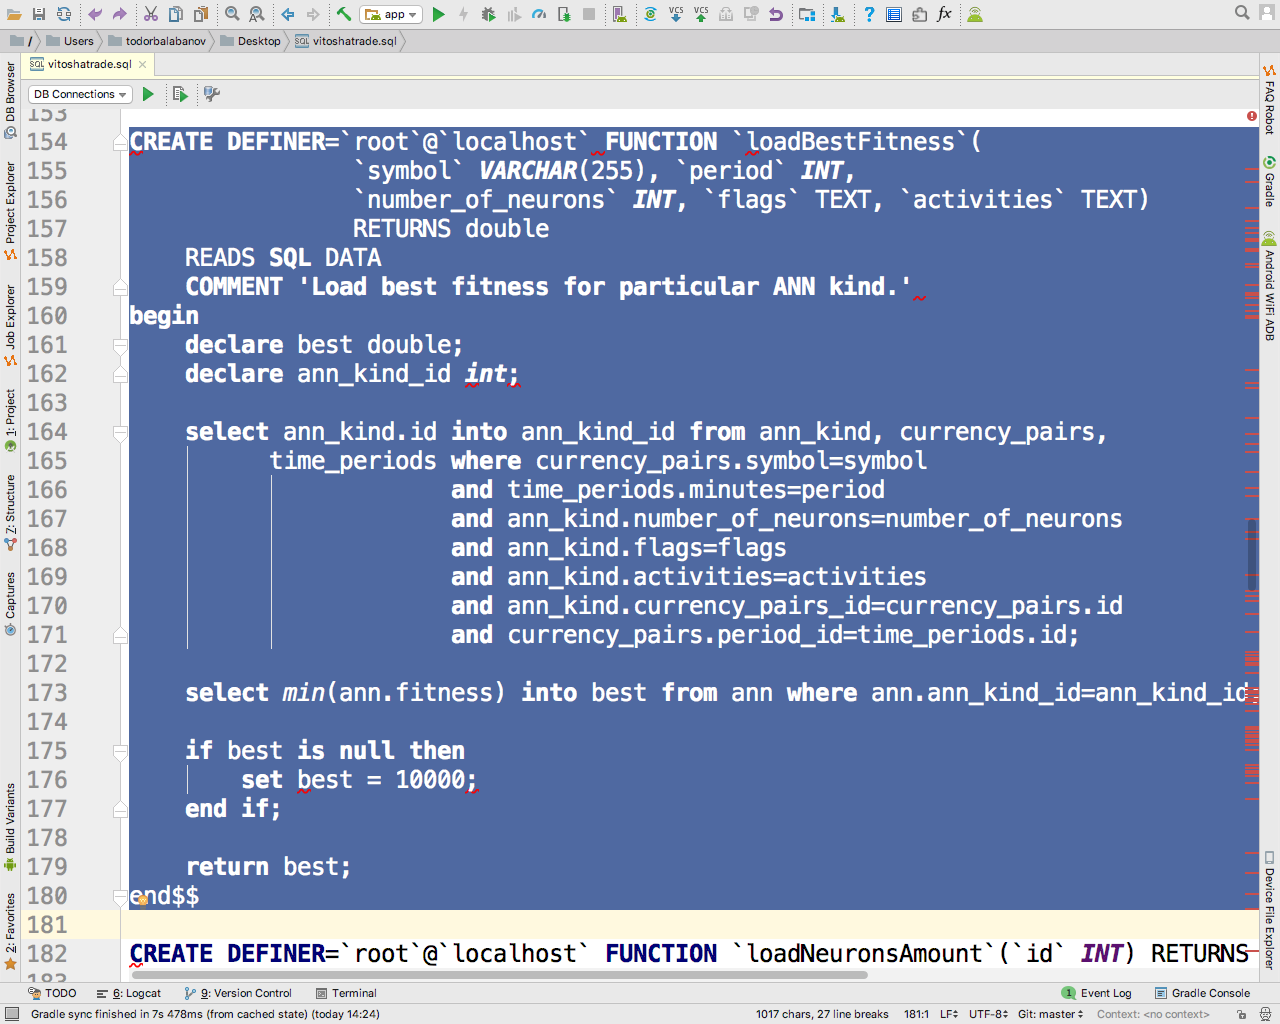 app
VCS
VCS
?
fx
/
Users
todorbalabanov
Desktop
SQL vitoshatrade.sql
SQL vitoshatrade.sql
DB Connections
153
154 CREATE DEFINER=`root`@`localhost` FUNCTION `loadBestFitness`(
155 `symbol` VARCHAR(255), `period` INT,
156 `number_of_neurons` INT, `flags` TEXT, `activities` TEXT)
157 RETURNS double
158 READS SQL DATA
159 COMMENT 'Load best fitness for particular ANN kind.'
160 begin
161 declare best double;
162 declare ann_kind_id int;
163
164 select ann_kind.id into ann_kind_id from ann_kind, currency_pairs,
165 time_periods where currency_pairs.symbol=symbol
166 and time_periods.minutes=period
167 and ann_kind.number_of_neurons=number_of_neurons
168 and ann_kind.flags=flags
169 and ann_kind.activities=activities
170 and ann_kind.currency_pairs_id=currency_pairs.id
171 and currency_pairs.period_id=time_periods.id;
172
173 select min(ann.fitness) into best from ann where ann.ann_kind_id=ann_kind_id;
174
175 if best is null then
176 set best = 10000;
177 end if;
178
179 return best;
180 end$$
181
182 CREATE DEFINER=`root`@`localhost` FUNCTION `loadNeuronsAmount`(`id` INT) RETURNS
183
DB Browser
Project Explorer
Job Explorer
1: Project
7: Structure
Captures
Build Variants
2: Favorites
FAQ Robot
Gradle
Android WiFi ADB
Device File Explorer
TODO
6: Logcat
9: Version Control
Terminal
1 Event Log
Gradle Console
Gradle sync finished in 7s 478ms (from cached state) (today 14:24)
1017 chars, 27 line breaks
181:1
LF
UTF-8
Git: master
Context: <no context>